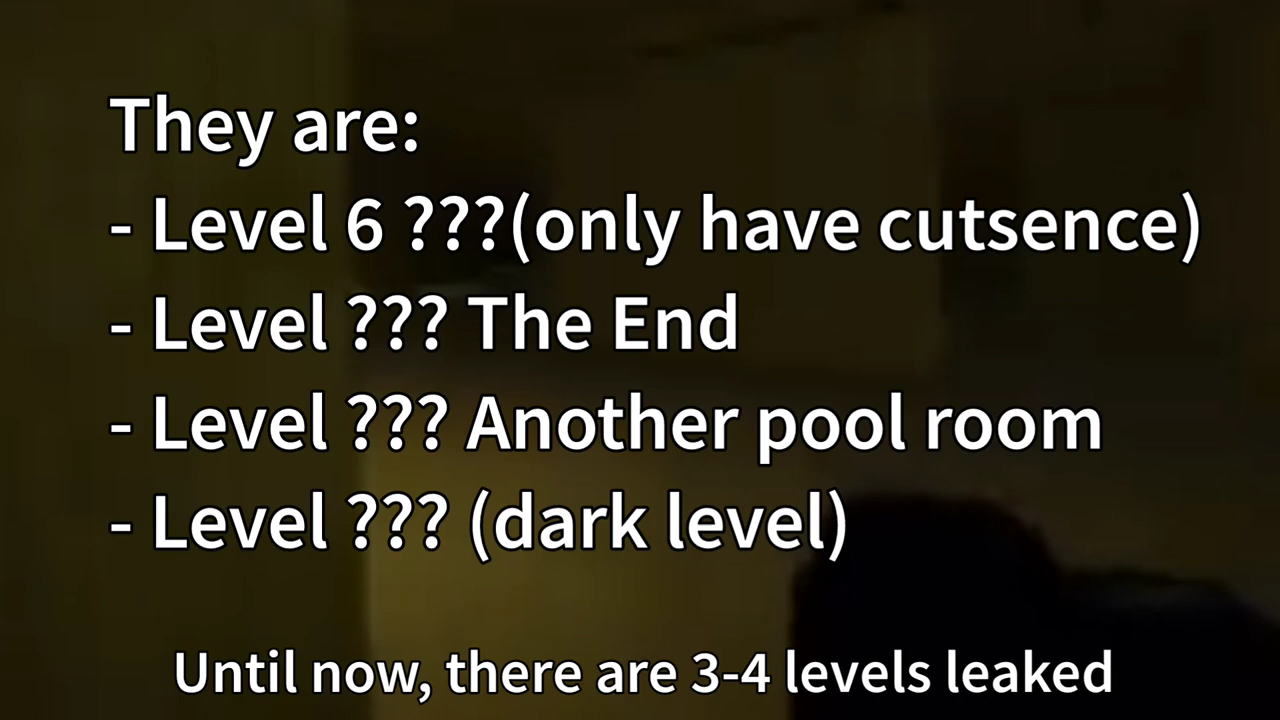 They are:
- Level 6 ???(only have cutsence)
- Level ??? The End
- Level ??? Another pool room
- Level ??? (dark level)
Until now, there are 3-4 levels leaked